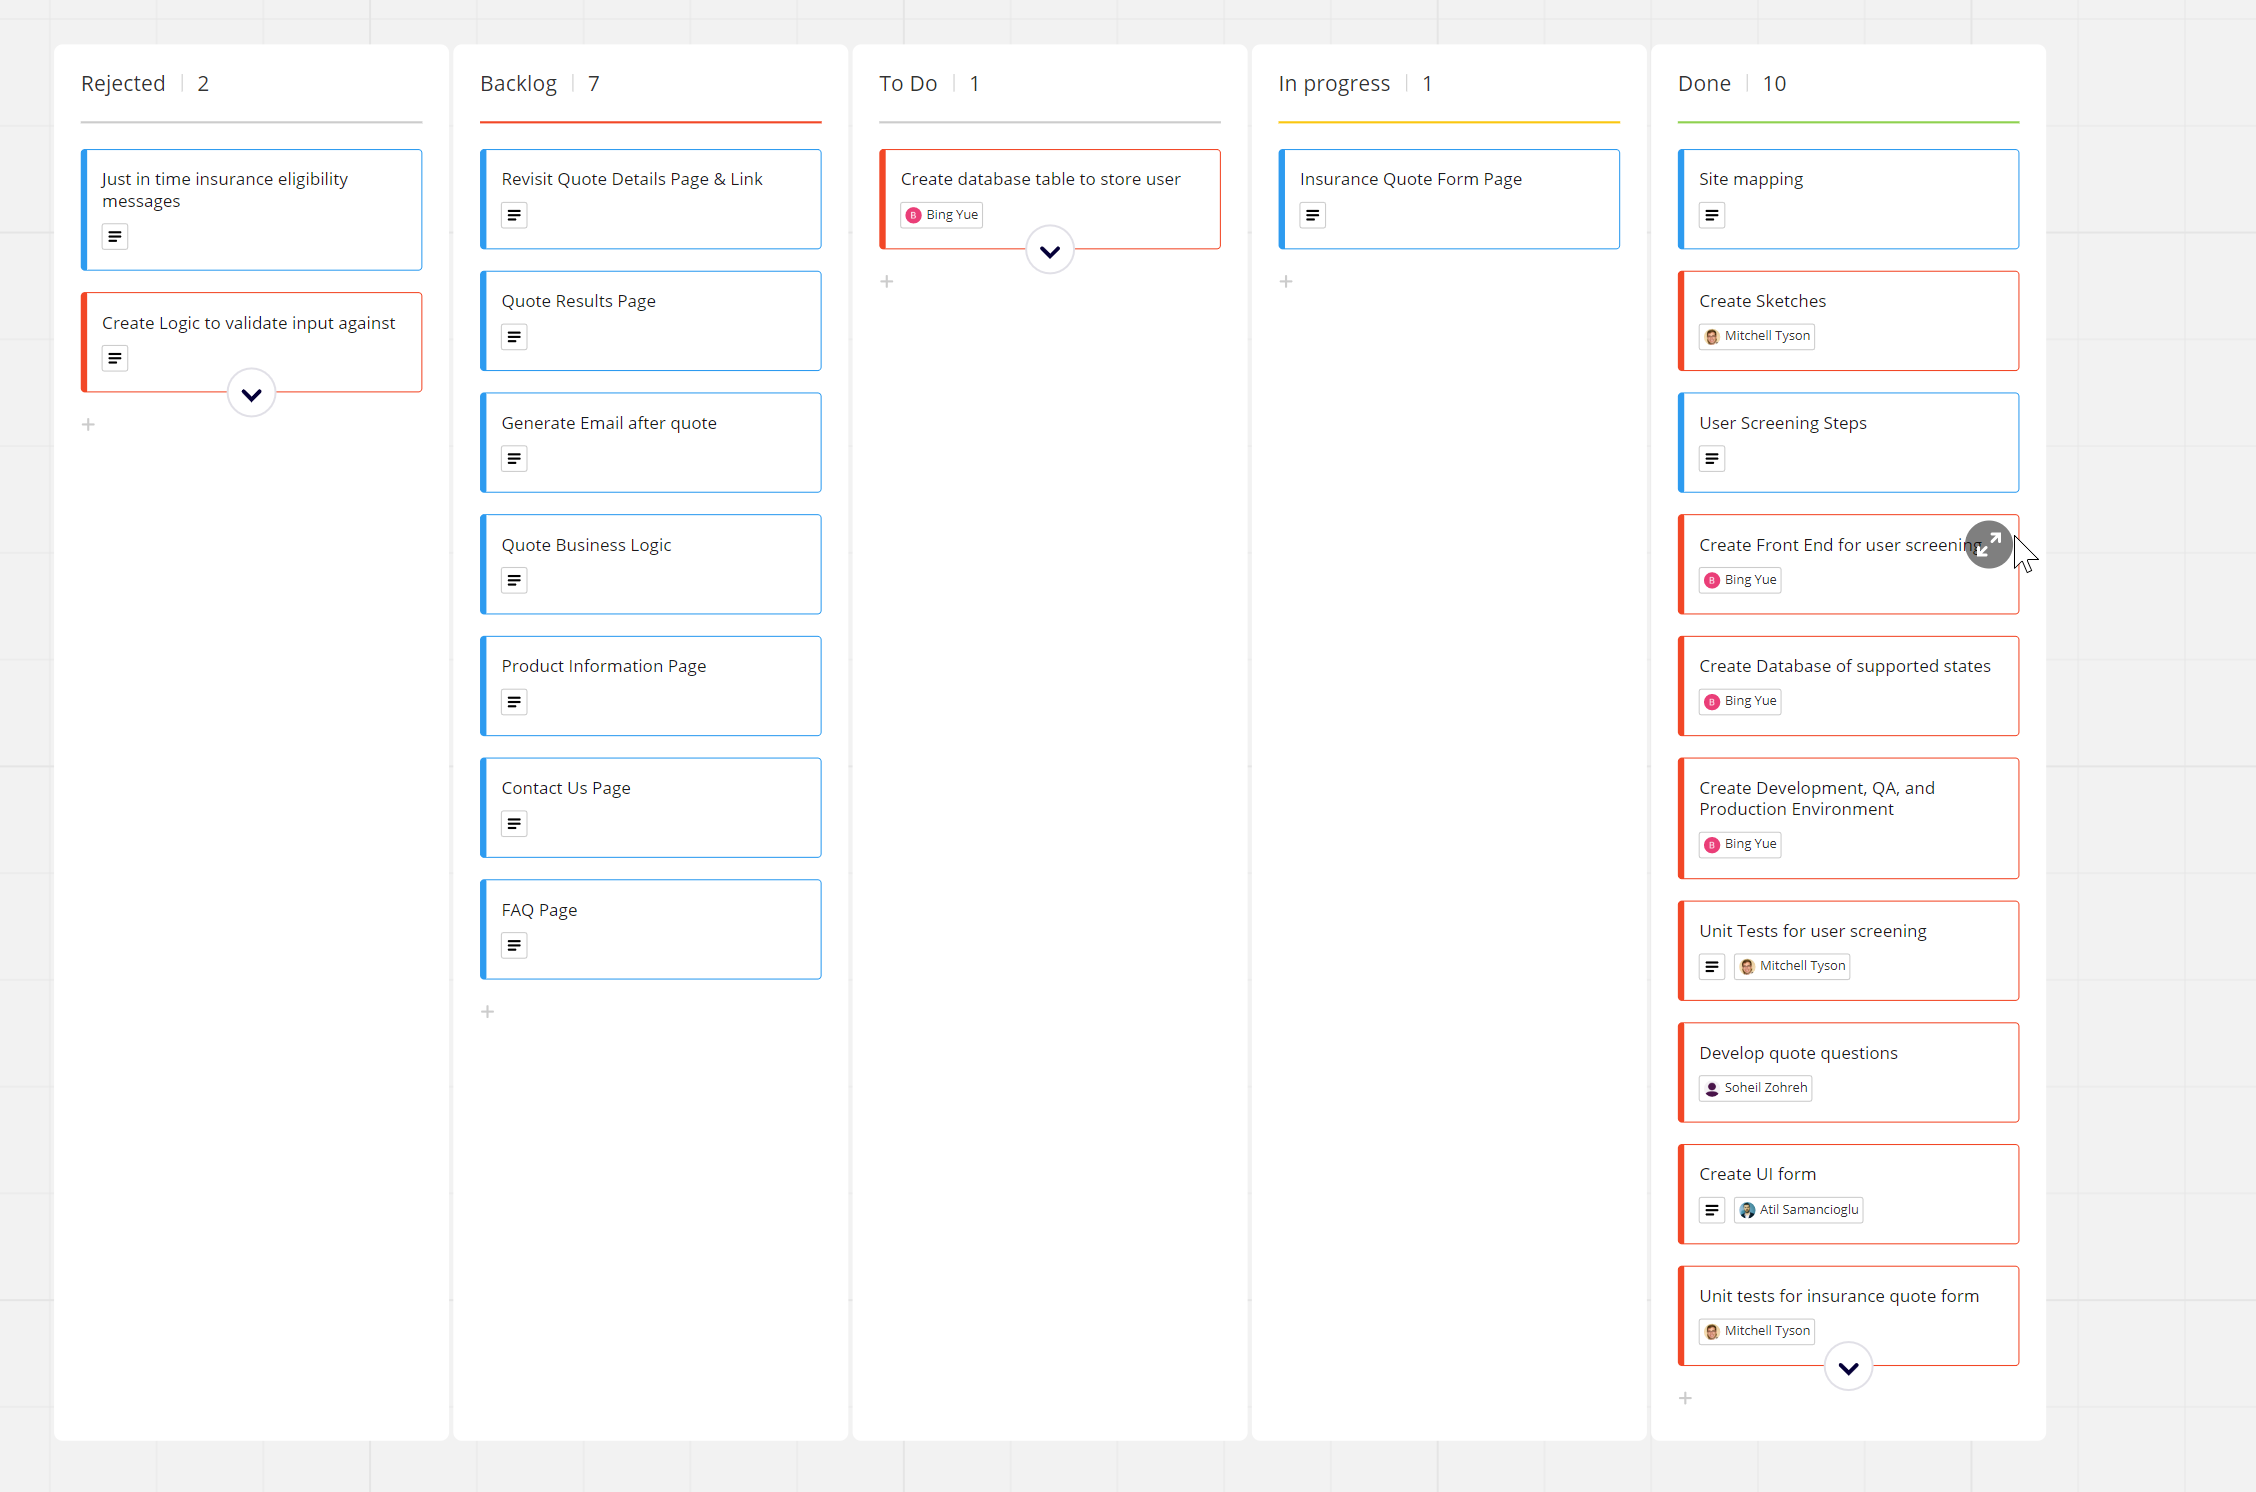 Rejected | 2
Just in time insurance eligibility
messages
Create Logic to validate input against
+
Backlog | 7
Revisit Quote Details Page & Link
Quote Results Page
Generate Email after quote
Quote Business Logic
Product Information Page
Contact Us Page
FAQ Page
+
To Do | 1
Create database table to store user
B Bing Yue
+
In progress | 1
Insurance Quote Form Page
+
Done | 10
Site mapping
Create Sketches
Mitchell Tyson
User Screening Steps
Create Front End for user screening
B Bing Yue
Create Database of supported states
B Bing Yue
Create Development, QA, and
Production Environment
B Bing Yue
Unit Tests for user screening
Mitchell Tyson
Develop quote questions
Soheil Zohreh
Create UI form
Atil Samancioglu
Unit tests for insurance quote form
Mitchell Tyson
+